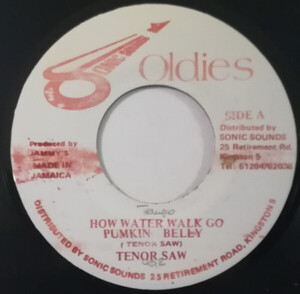 Oldies
SIDE A
Produced by
JAMMY'S
MADE IN
JAMAICA
Distributed by
SONIC SOUNDS
25 Retirement Rd,
Kingston 5
Tel:
HOW WATER WALK GO
PUMKIN BELLY
( TENOR SAW )
TENOR SAW
DISTRIBUTED BY SONIC SOUNDS 25 RETIREMENT ROAD, KINGSTON 5